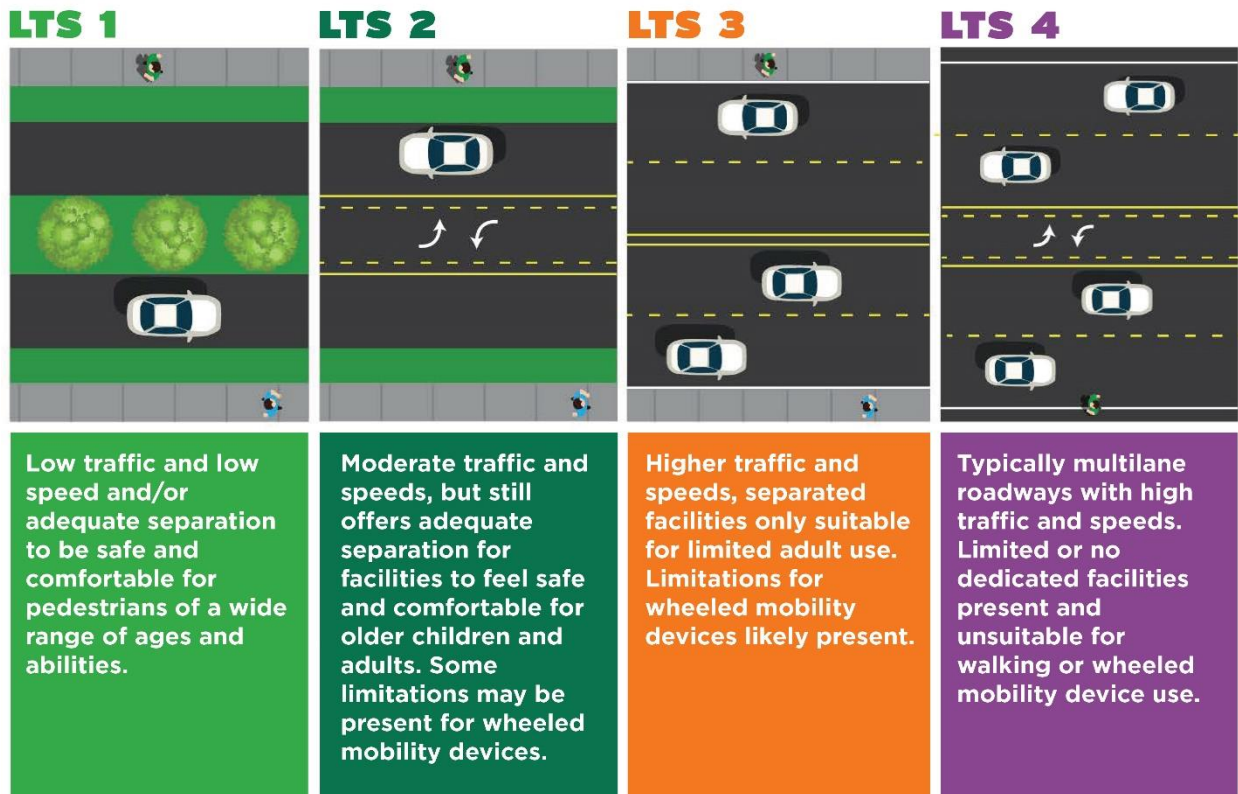 LTS 1
Low traffic and low
speed and/or
adequate separation
to be safe and
comfortable for
pedestrians of a wide
range of ages and
abilities.
LTS 2
Moderate traffic and
speeds, but still
offers adequate
separation for
facilities to feel safe
and comfortable for
older children and
adults. Some
limitations may be
present for wheeled
mobility devices.
LTS 3
Higher traffic and
speeds, separated
facilities only suitable
for limited adult use.
Limitations for
wheeled mobility
devices likely present.
LTS 4
Typically multilane
roadways with high
traffic and speeds.
Limited or no
dedicated facilities
present and
unsuitable for
walking or wheeled
mobility device use.